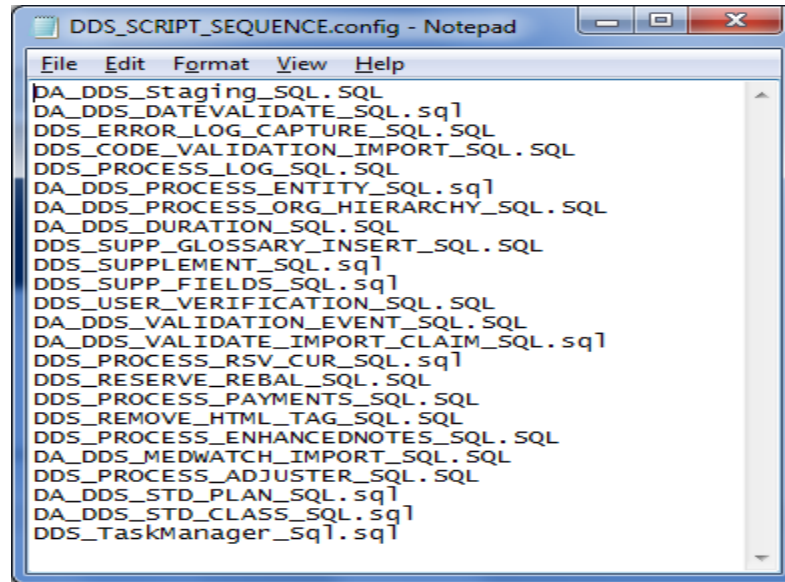 DDS_SCRIPT_SEQUENCE.config - Notepad
File Edit Format View Help
DA_DDS_Staging_SQL.SQL
DA_DDS_DATEVALIDATE_SQL.sql
DDS_ERROR_LOG_CAPTURE_SQL.SQL
DDS_CODE_VALIDATION_IMPORT_SQL.SQL
DDS_PROCESS_LOG_SQL.SQL
DA_DDS_PROCESS_ENTITY_SQL.sql
DA_DDS_PROCESS_ORG_HIERARCHY_SQL.SQL
DA_DDS_DURATION_SQL.SQL
DDS_SUPP_GLOSSARY_INSERT_SQL.SQL
DDS_SUPPLEMENT_SQL.sql
DDS_SUPP_FIELDS_SQL.sql
DDS_USER_VERIFICATION_SQL.SQL
DA_DDS_VALIDATION_EVENT_SQL.SQL
DA_DDS_VALIDATE_IMPORT_CLAIM_SQL.sql
DDS_PROCESS_RSV_CUR_SQL.sql
DDS_RESERVE_REBAL_SQL.SQL
DDS_PROCESS_PAYMENTS_SQL.SQL
DDS_REMOVE_HTML_TAG_SQL.SQL
DDS_PROCESS_ENHANCEDNOTES_SQL.SQL
DA_DDS_MEDWATCH_IMPORT_SQL.SQL
DDS_PROCESS_ADJUSTER_SQL.SQL
DA_DDS_STD_PLAN_SQL.sql
DA_DDS_STD_CLASS_SQL.sql
DDS_TaskManager_Sql.sql